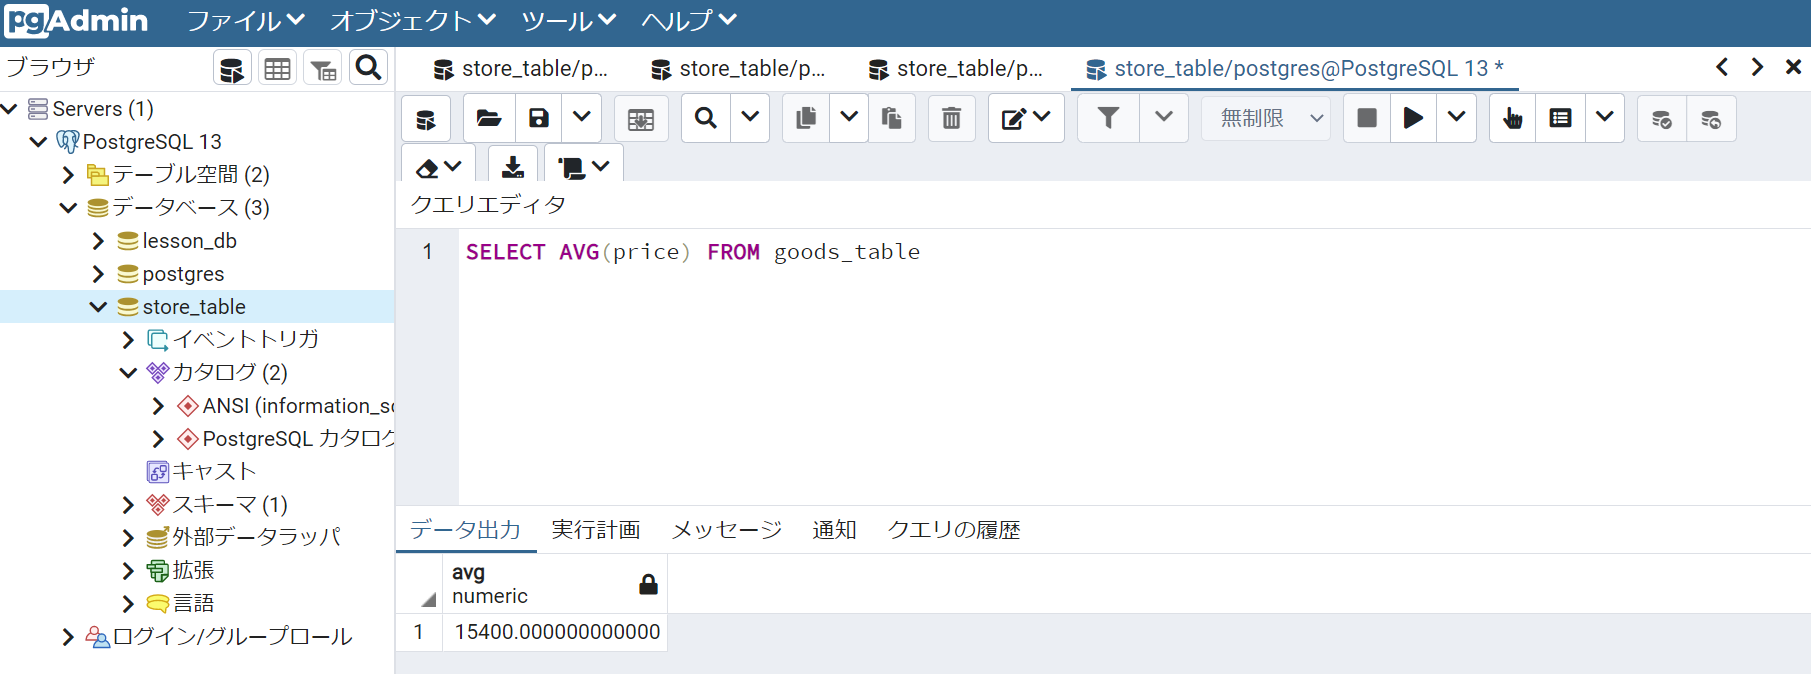 pgAdmin ファイル オブジェクト ツール ヘルプ
ブラウザ
Servers (1)
PostgreSQL 13
テーブル空間 (2)
データベース (3)
lesson_db
postgres
store_table
イベントトリガ
カタログ (2)
ANSI (information_sc
PostgreSQL カタログ
キャスト
スキーマ (1)
外部データラッパ
拡張
言語
ログイン/グループロール
store_table/p... store_table/p... store_table/p... store_table/postgres@PostgreSQL 13 *
無制限
クエリエディタ
1 SELECT AVG(price) FROM goods_table
データ出力 実行計画 メッセージ 通知 クエリの履歴
avg
numeric
1 15400.000000000000